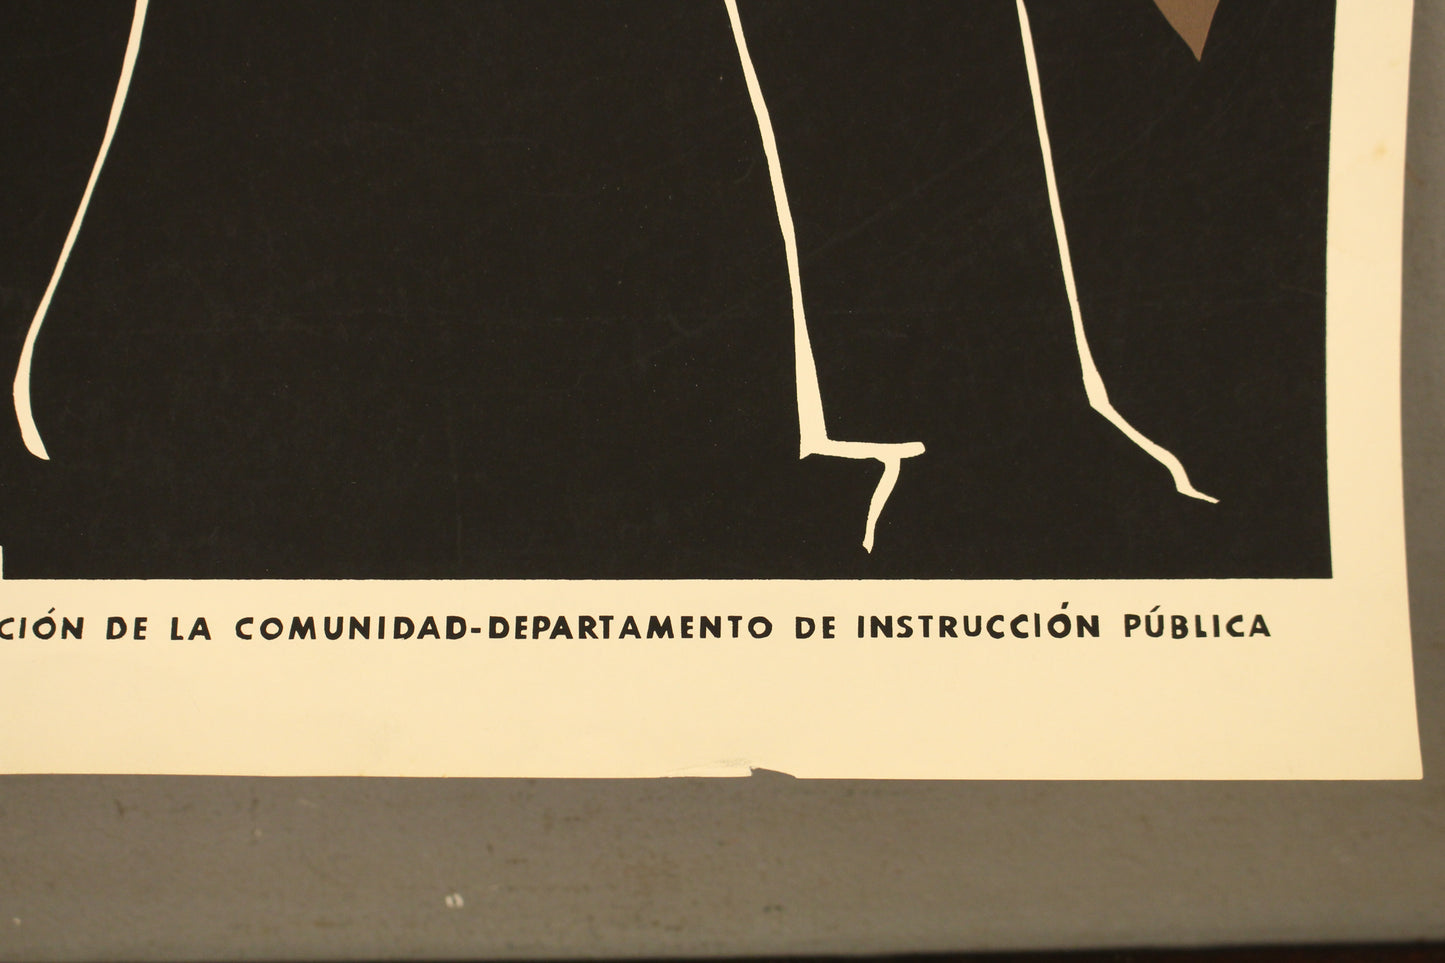 CIÓN DE LA COMUNIDAD-DEPARTAMENTO DE INSTRUCCIÓN PÚBLICA